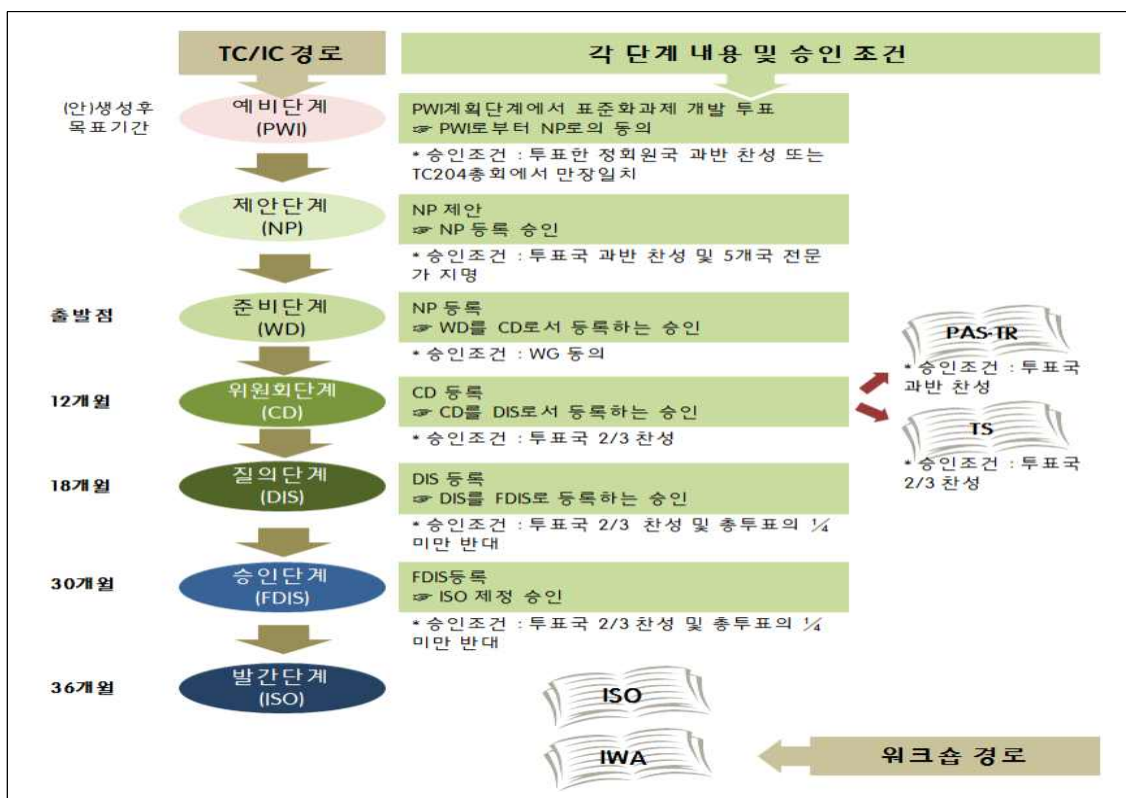 TC/IC 경로
각 단계 내용 및 승인 조건
(안)생성후
목표기간
예비단계
(PWI)
PWI계획단계에서 표준화과제 개발 투표
☞ PWI로부터 NP로의 동의
* 승인조건 : 투표한 정회원국 과반 찬성 또는
TC204총회에서 만장일치
제안단계
(NP)
NP 제안
☞ NP 등록 승인
* 승인조건 : 투표국 과반 찬성 및 5개국 전문
가 지명
출발점
준비단계
(WD)
NP 등록
☞ WD를 CD로서 등록하는 승인
* 승인조건 : WG 동의
12개월
위원회단계
(CD)
CD 등록
☞ CD를 DIS로서 등록하는 승인
* 승인조건 : 투표국 2/3 찬성
PAS·TR
* 승인조건 : 투표국
과반 찬성
TS
* 승인조건 : 투표국
2/3 찬성
18개월
질의단계
(DIS)
DIS 등록
☞ DIS를 FDIS로 등록하는 승인
* 승인조건 : 투표국 2/3 찬성 및 총투표의 ¼
미만 반대
30개월
승인단계
(FDIS)
FDIS등록
☞ ISO 제정 승인
* 승인조건 : 투표국 2/3 찬성 및 총투표의 ¼
미만 반대
36개월
발간단계
(ISO)
ISO
IWA
워크숍 경로